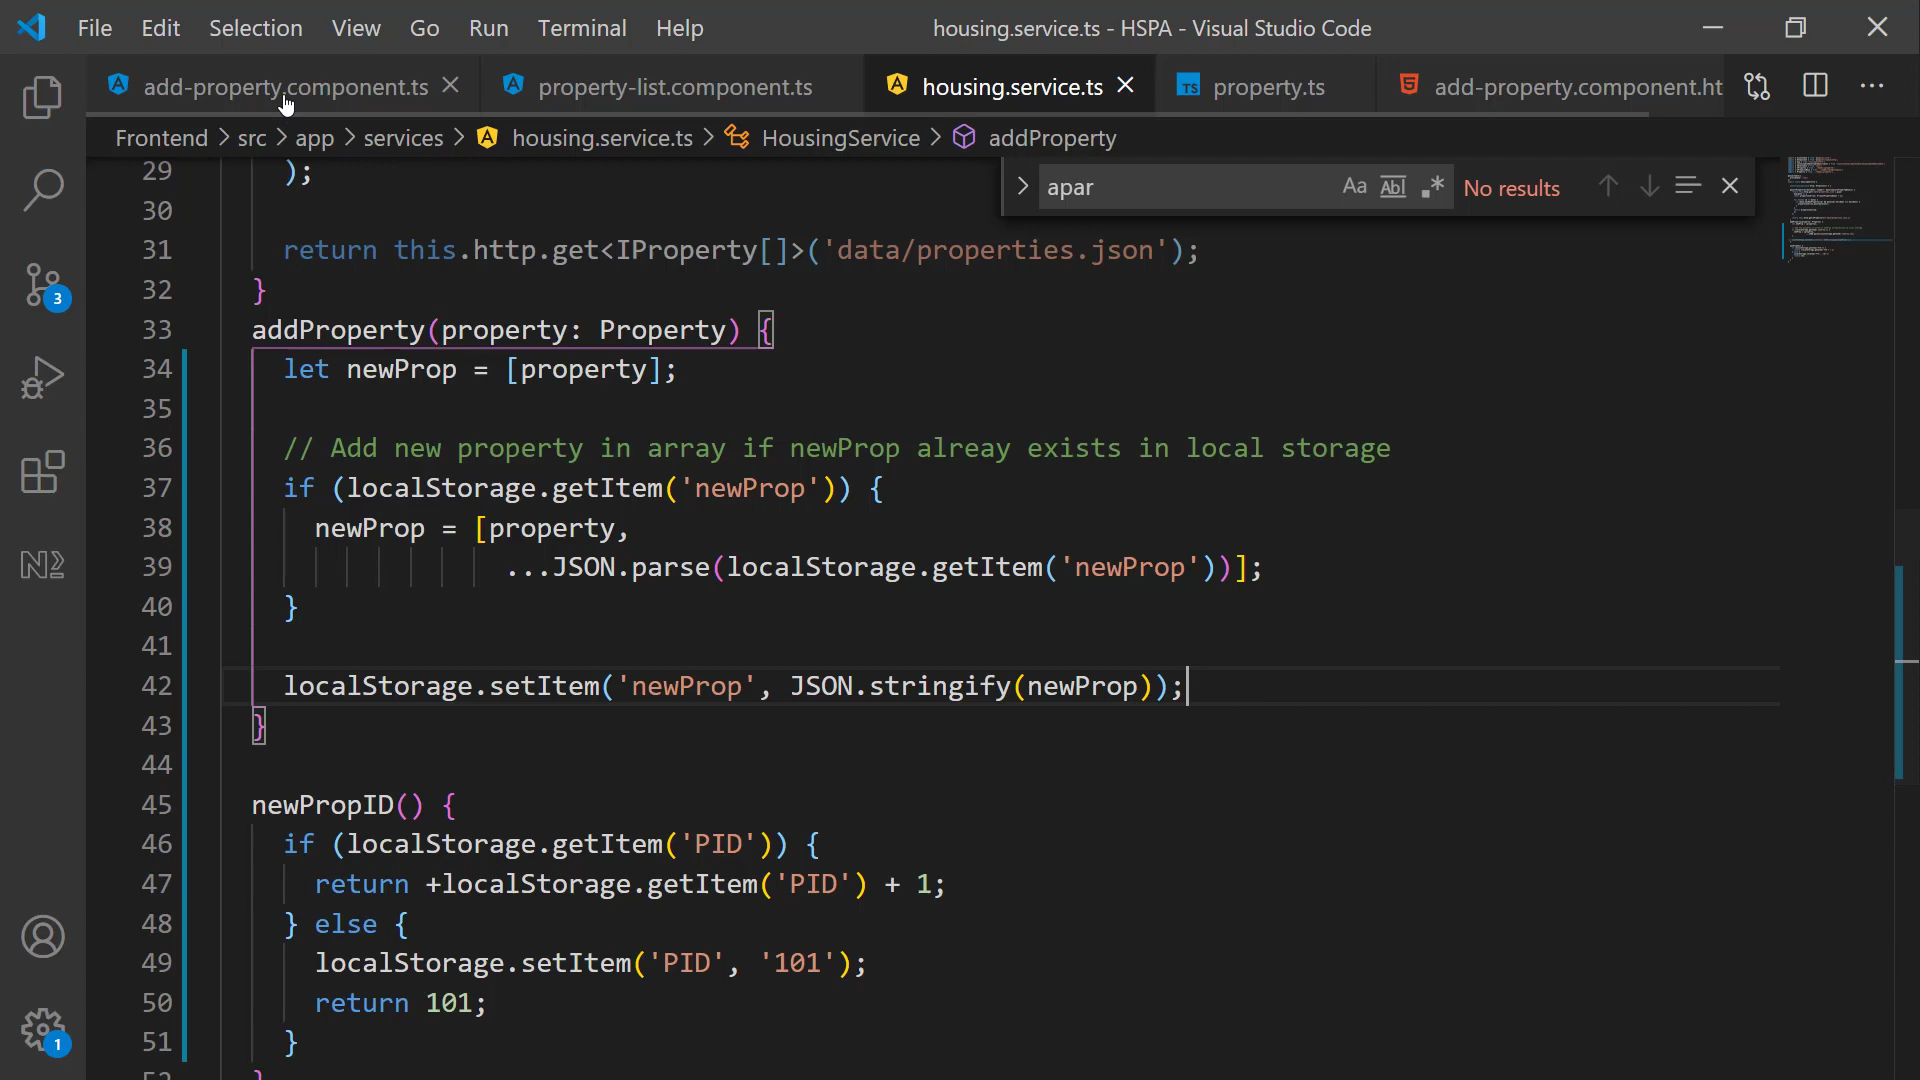 File Edit Selection View Go Run Terminal Help housing.service.ts - HSPA - Visual Studio Code
add-property.component.ts property-list.component.ts housing.service.ts TS property.ts add-property.component.ht
Frontend > src > app > services > housing.service.ts > HousingService > addProperty
apar Aa Abl .* No results
29 );
30
31 return this.http.get<IProperty[]>('data/properties.json');
32 }
33 addProperty(property: Property) {
34 let newProp = [property];
35
36 // Add new property in array if newProp alreay exists in local storage
37 if (localStorage.getItem('newProp')) {
38 newProp = [property,
39 ...JSON.parse(localStorage.getItem('newProp'))];
40 }
41
42 localStorage.setItem('newProp', JSON.stringify(newProp));
43 }
44
45 newPropID() {
46 if (localStorage.getItem('PID')) {
47 return +localStorage.getItem('PID') + 1;
48 } else {
49 localStorage.setItem('PID', '101');
50 return 101;
51 }
3
1